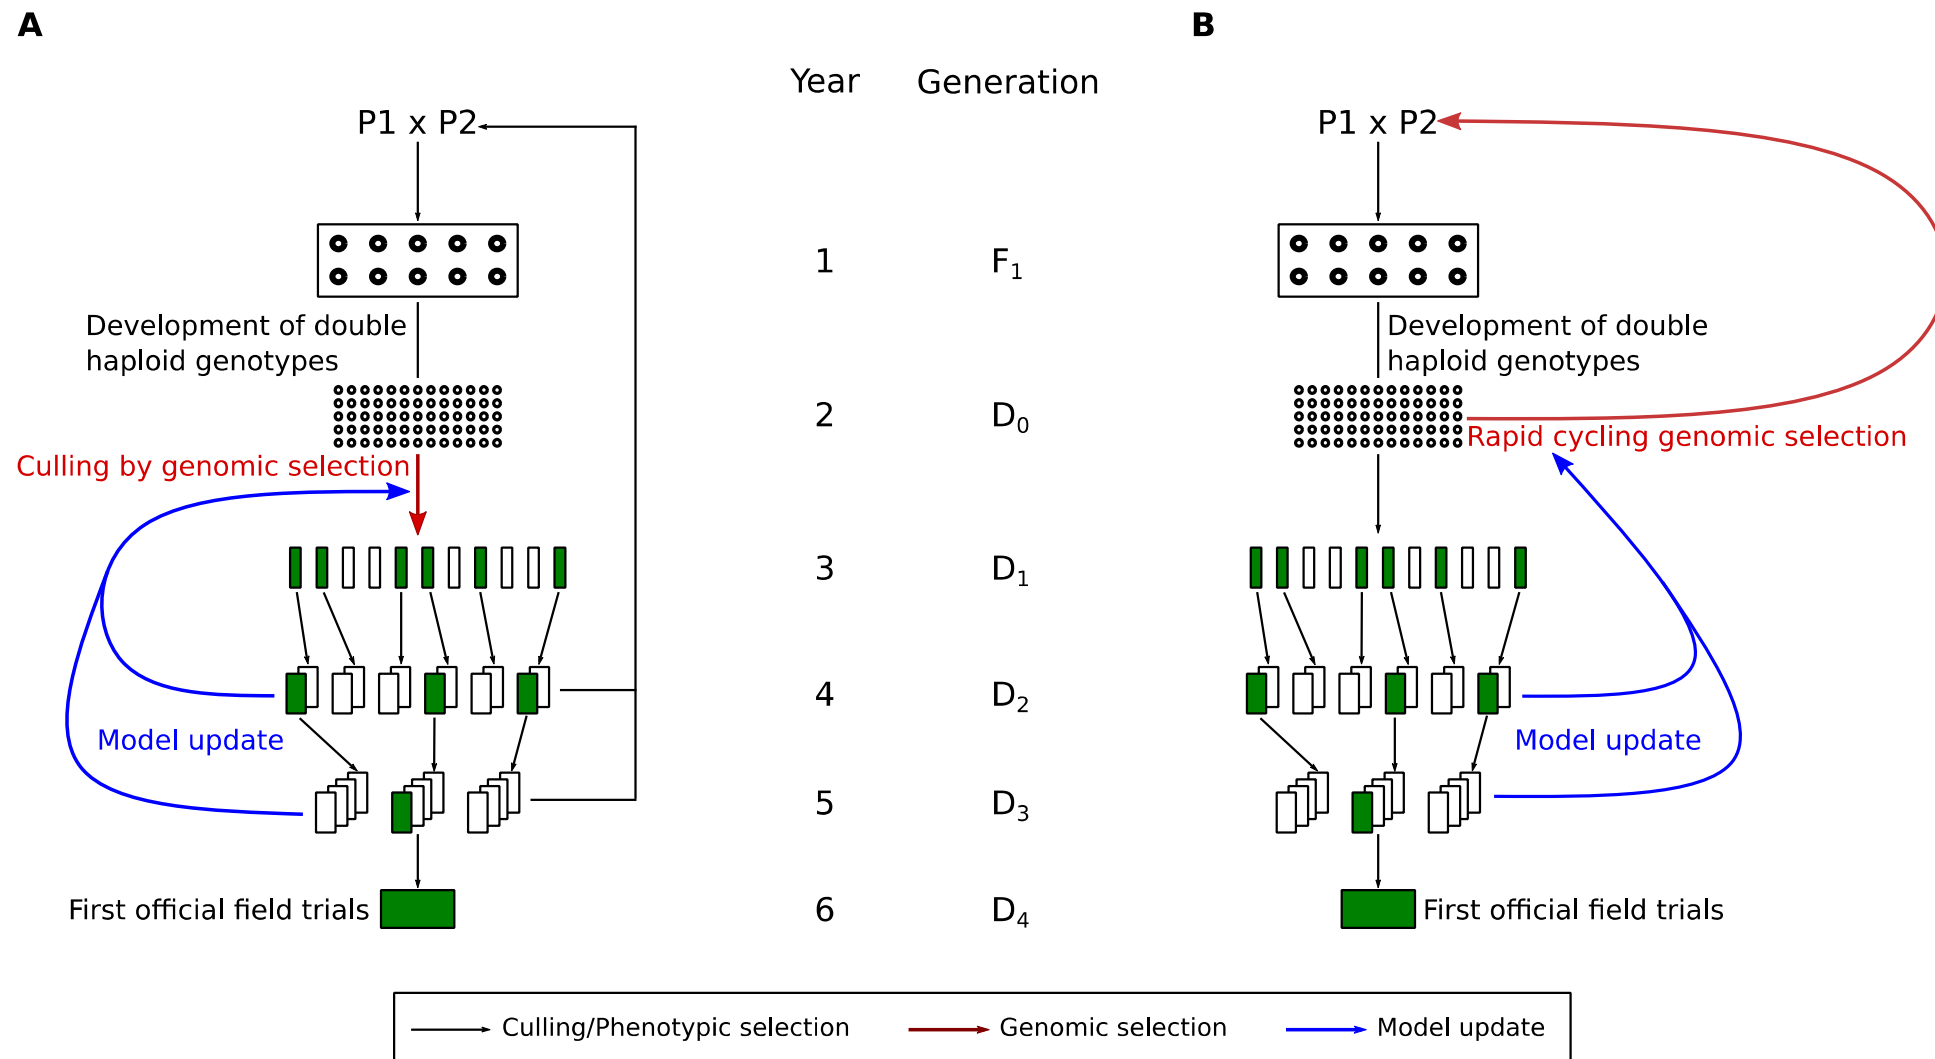 A
B
Year
Generation
P1 x P2
P1 x P2
1
F1
Development of double
haploid genotypes
Development of double
haploid genotypes
2
D0
Culling by genomic selection
Rapid cycling genomic selection
3
D1
4
D2
Model update
Model update
5
D3
First official field trials
6
D4
First official field trials
Culling/Phenotypic selection
Genomic selection
Model update